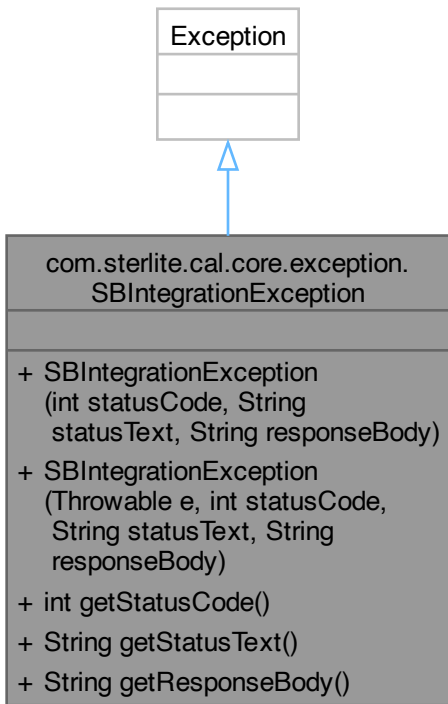 Exception
com.sterlite.cal.core.exception.
SBIntegrationException
+ SBIntegrationException
(int statusCode, String
statusText, String responseBody)
+ SBIntegrationException
(Throwable e, int statusCode,
String statusText, String
responseBody)
+ int getStatusCode()
+ String getStatusText()
+ String getResponseBody()